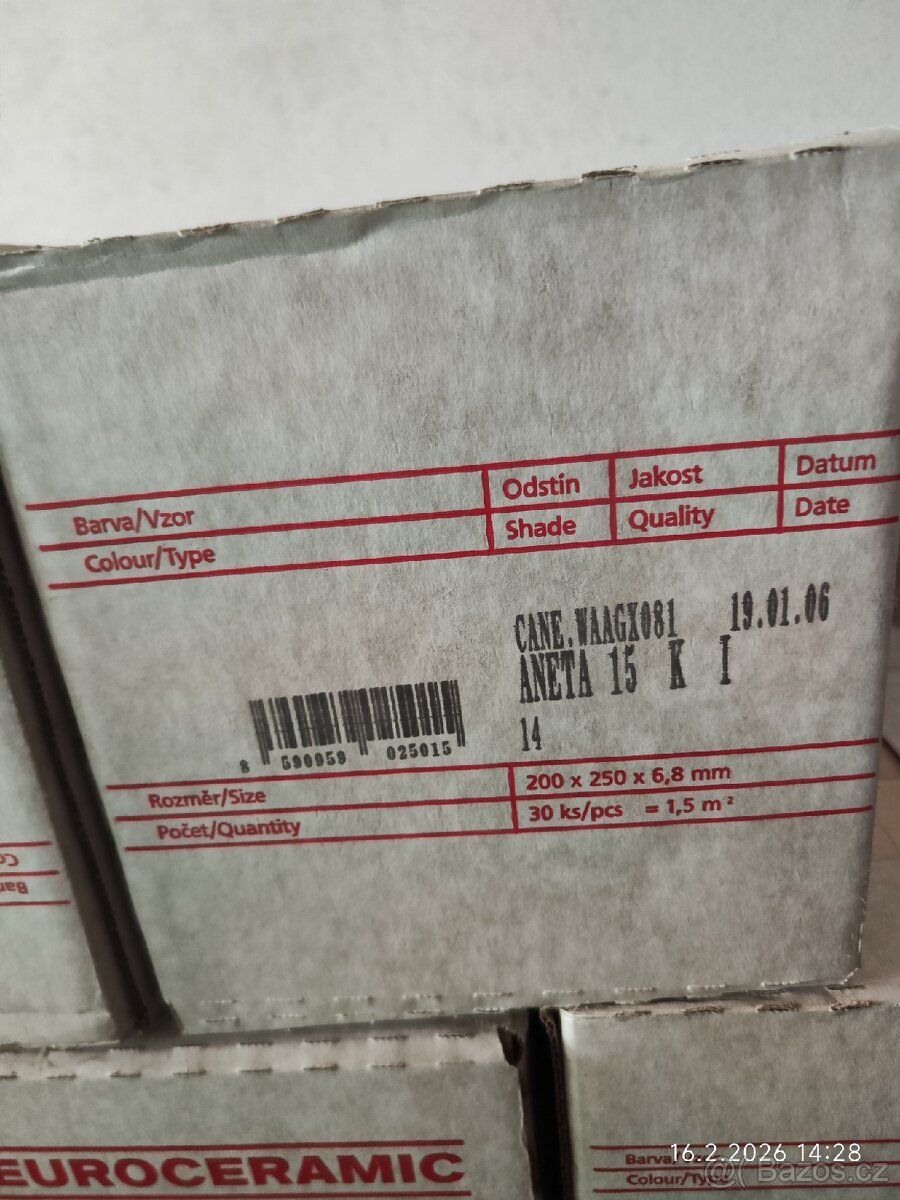 Barva/Vzor
Colour/Type
Odstín
Shade
Jakost
Quality
Datum
Date
CANE.WAAGX081 19.01.06
ANETA 15 K I
14
8 590959 025015
Rozměr/Size
200 x 250 x 6,8 mm
Počet/Quantity
30 ks/pcs = 1,5 m²
EUROCERAMIC
Colour/Type
16.2.2026 14:28
@ Bazos.cz